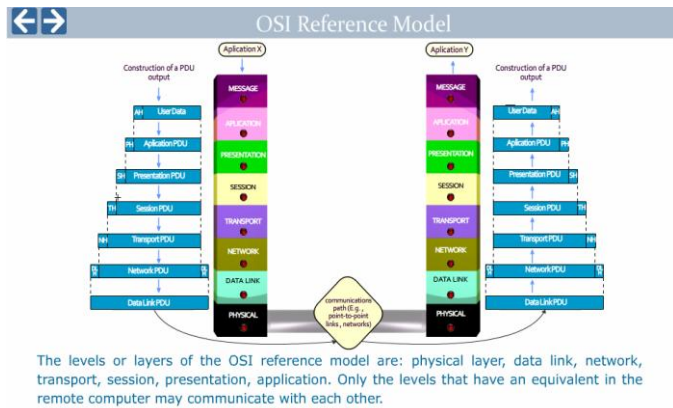 OSI Reference Model
Aplication X
Aplication Y
Construction of a PDU
output
AH User Data
PH Aplication PDU
SH Presentation PDU
TH Session PDU
NH Transport PDU
Network PDU
Data Link PDU
MESSAGE
APLICATION
PRESENTATION
SESSION
TRANSPORT
NETWORK
DATA LINK
PHYSICAL
communications
path (E.g.,
point-to-point
links, networks)
MESSAGE
APLICATION
PRESENTATION
SESSION
TRANSPORT
NETWORK
DATA LINK
PHYSICAL
Construction of a PDU
output
User Data AH
Aplication PDU PH
Presentation PDU SH
Session PDU TH
Transport PDU NH
Network PDU
Data Link PDU
The levels or layers of the OSI reference model are: physical layer, data link, network,
transport, session, presentation, application. Only the levels that have an equivalent in the
remote computer may communicate with each other.